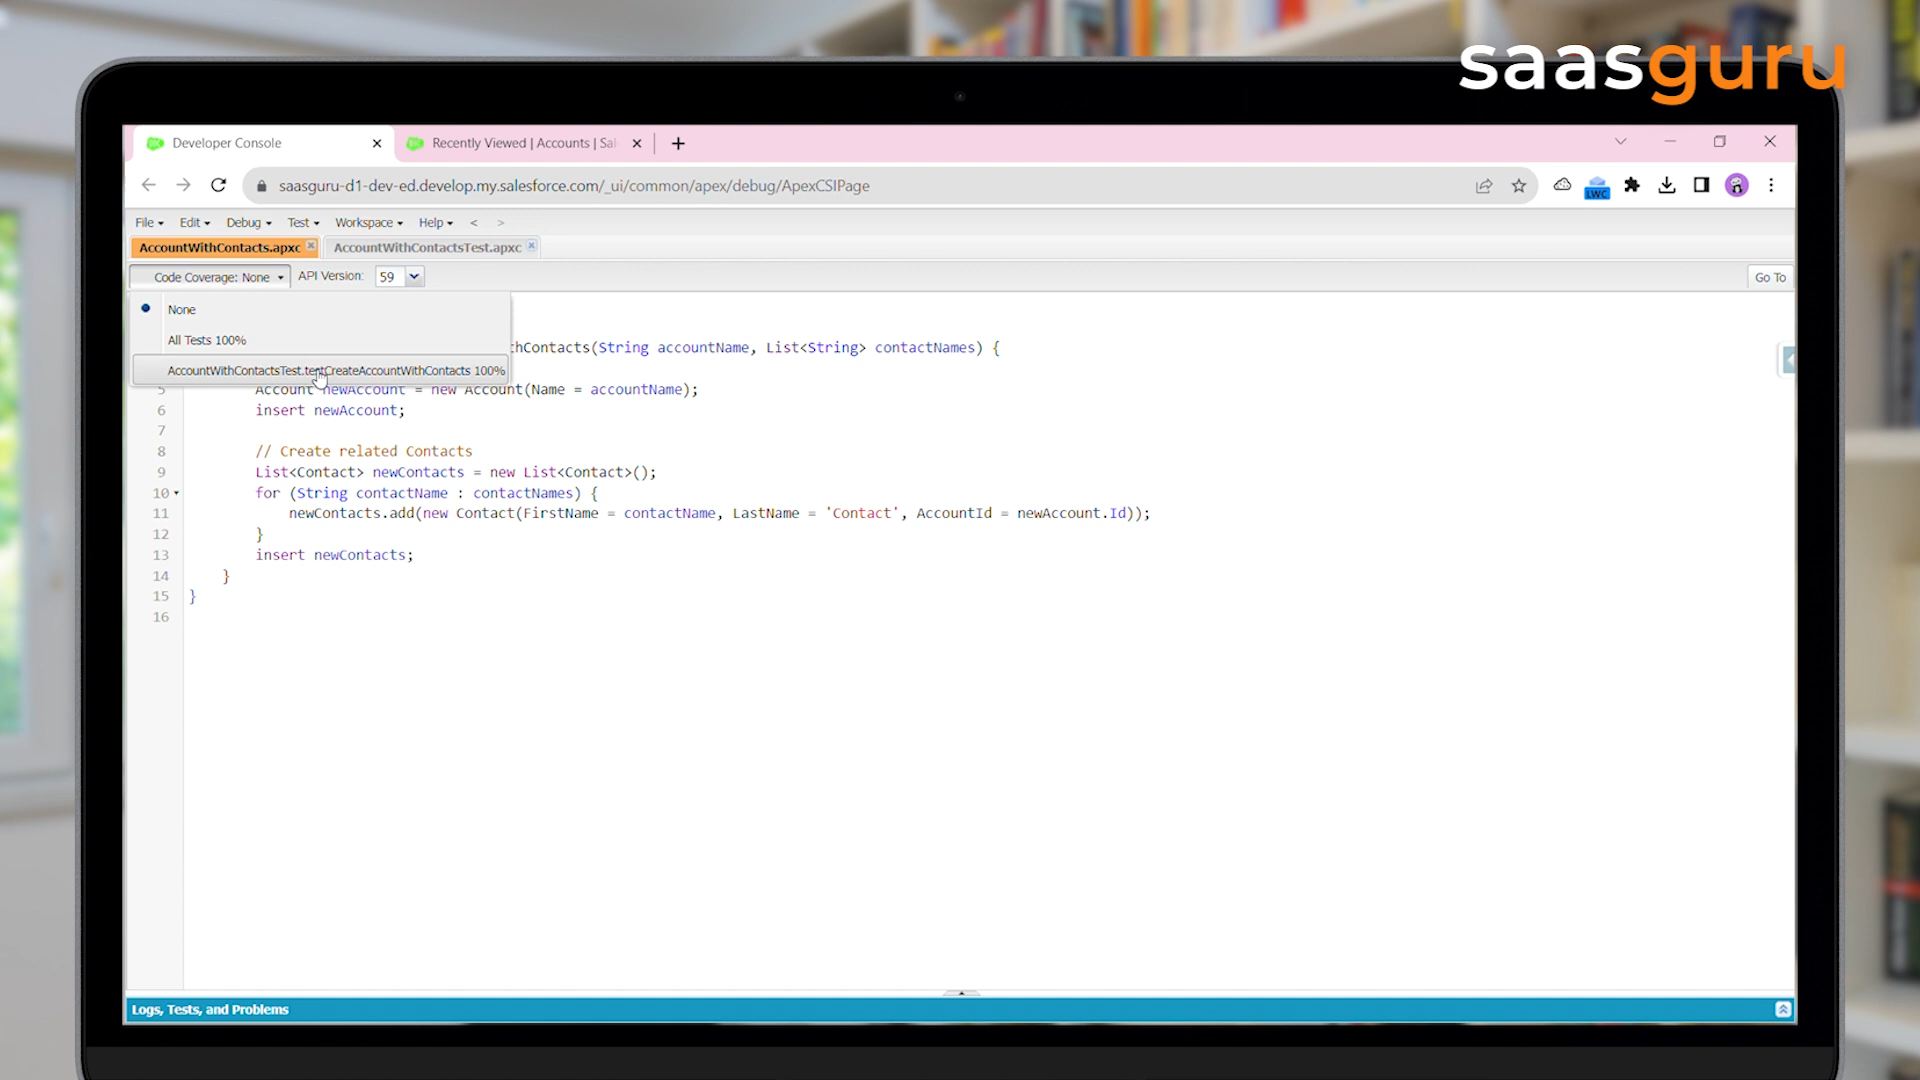 saasguru
Developer Console
Recently Viewed | Accounts | Sal
saasguru-d1-dev-ed.develop.my.salesforce.com/_ui/common/apex/debug/ApexCSIPage
LWC
File Edit Debug Test Workspace Help < >
AccountWithContacts.apxc
AccountWithContactsTest.apxc
Code Coverage: None
API Version: 59
Go To
None
All Tests 100%
AccountWithContactsTest.testCreateAccountWithContacts 100%
hContacts(String accountName, List<String> contactNames) {
5 Account newAccount = new Account(Name = accountName);
6 insert newAccount;
7
8 // Create related Contacts
9 List<Contact> newContacts = new List<Contact>();
10 for (String contactName : contactNames) {
11 newContacts.add(new Contact(FirstName = contactName, LastName = 'Contact', AccountId = newAccount.Id));
12 }
13 insert newContacts;
14 }
15 }
16
Logs, Tests, and Problems